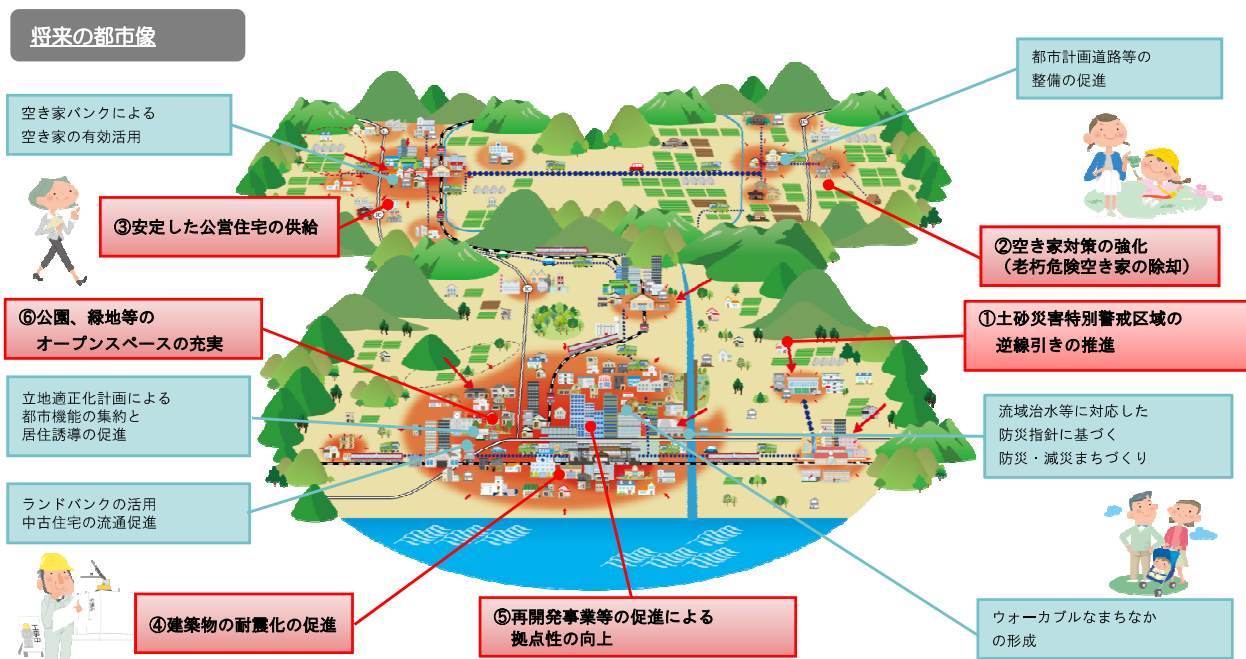 将来の都市像
都市計画道路等の
整備の促進
空き家バンクによる
空き家の有効活用
③安定した公営住宅の供給
②空き家対策の強化
（老朽危険空き家の除却）
⑥公園、緑地等の
オープンスペースの充実
①土砂災害特別警戒区域の
逆線引きの推進
立地適正化計画による
都市機能の集約と
居住誘導の促進
流域治水等に対応した
防災指針に基づく
防災・減災まちづくり
ランドバンクの活用
中古住宅の流通促進
④建築物の耐震化の促進
⑤再開発事業等の促進による
拠点性の向上
ウォーカブルなまちなか
の形成
工事中